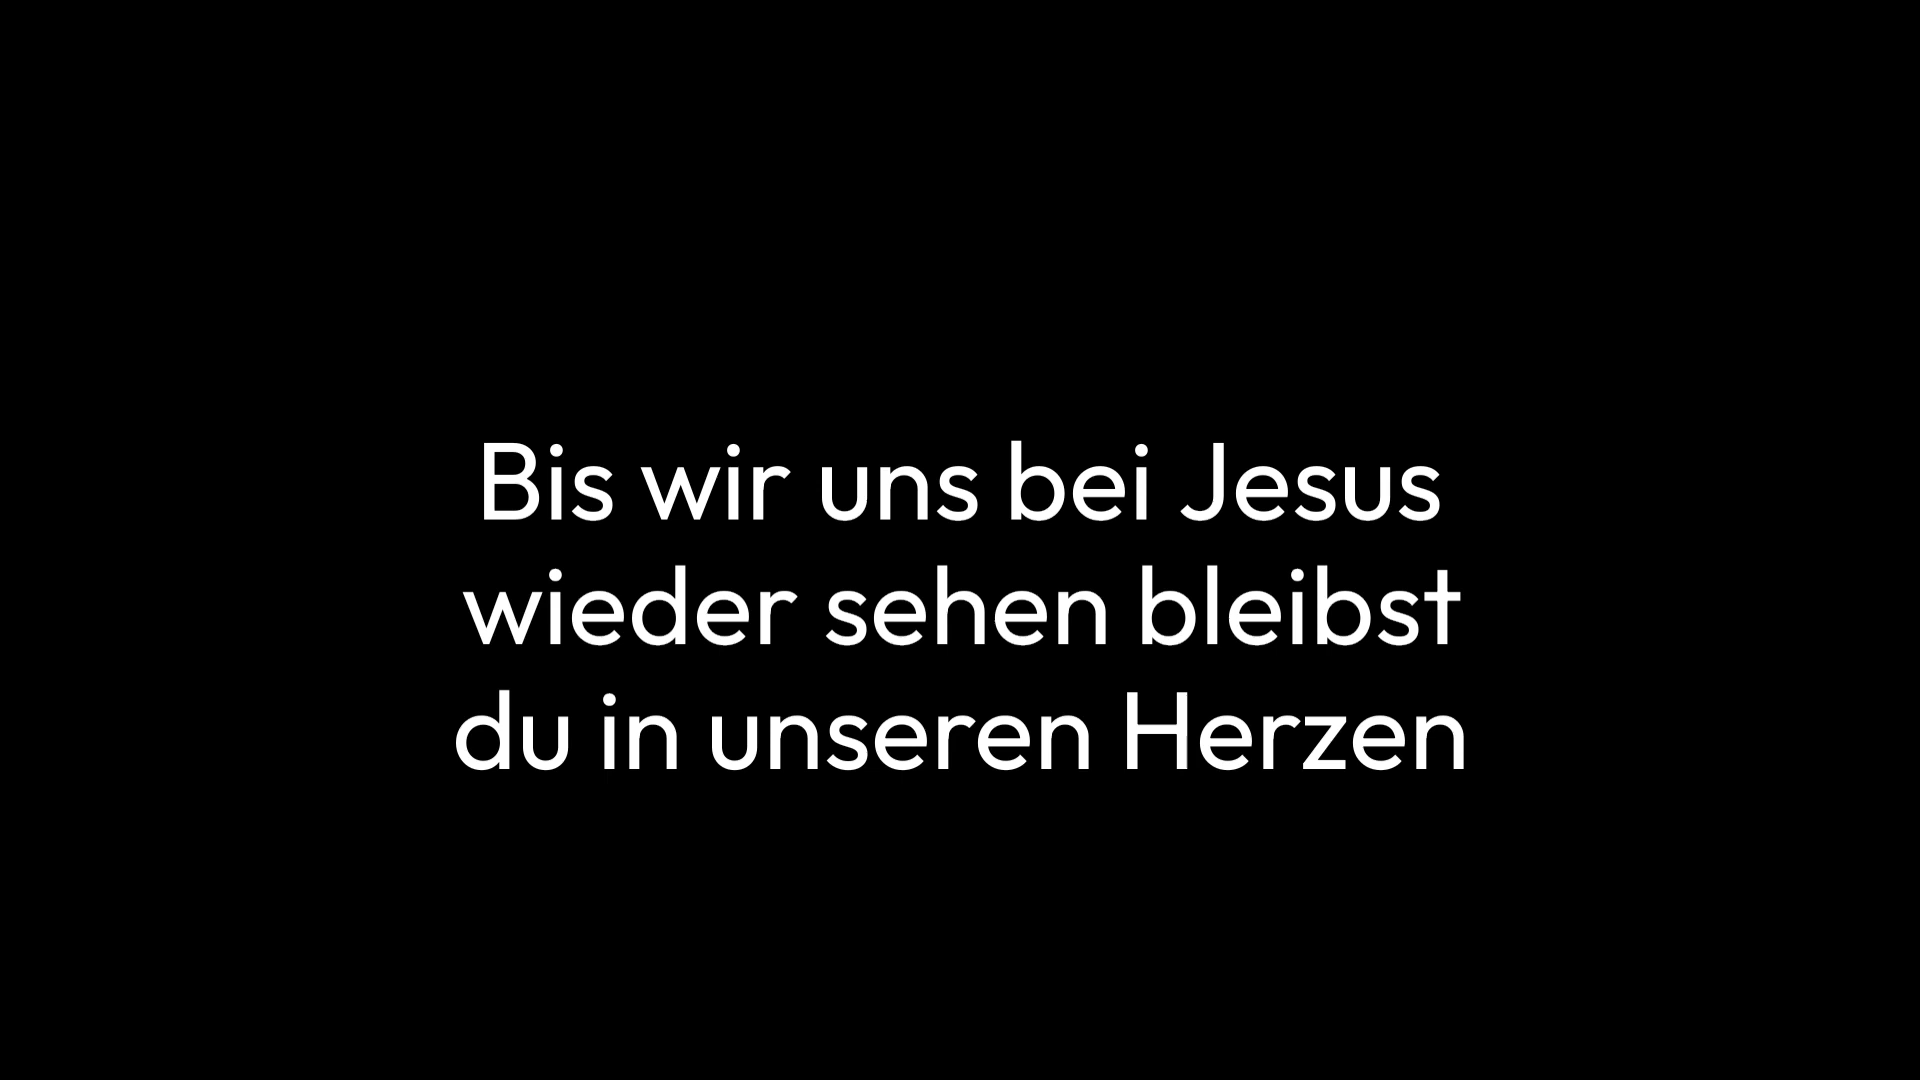 Bis wir uns bei Jesus
wieder sehen bleibst
du in unseren Herzen